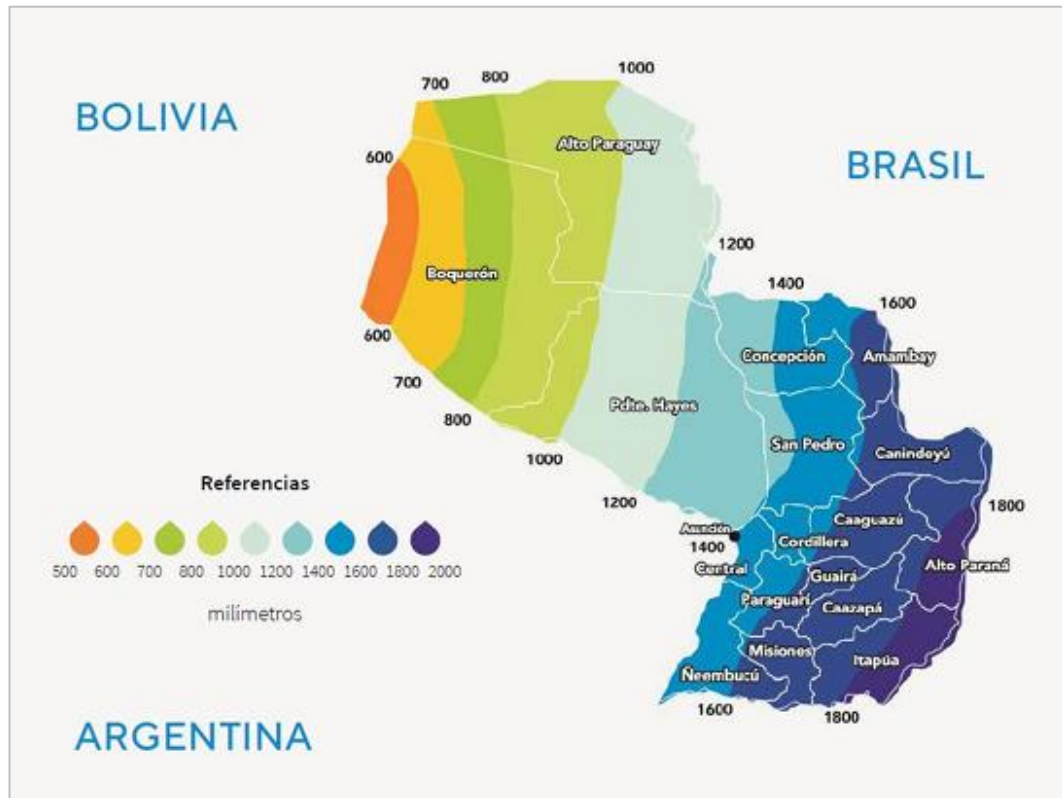 1000
800
700
BOLIVIA
Alto Paraguay
600
BRASIL
1200
Boquerón
1400
1600
600
Concepción
Amambay
700
Pdte. Hayes
800
San Pedro
Canindeyú
1000
Referencias
1200
1800
Caaguazú
Asunción
1400
Cordillera
Central
Alto Paraná
500 600 700 800 1000 1200 1400 1600 1800 2000
Guairá
Paraguarí
Caazapá
milímetros
Misiones
Itapúa
Ñeembucú
1600
1800
ARGENTINA